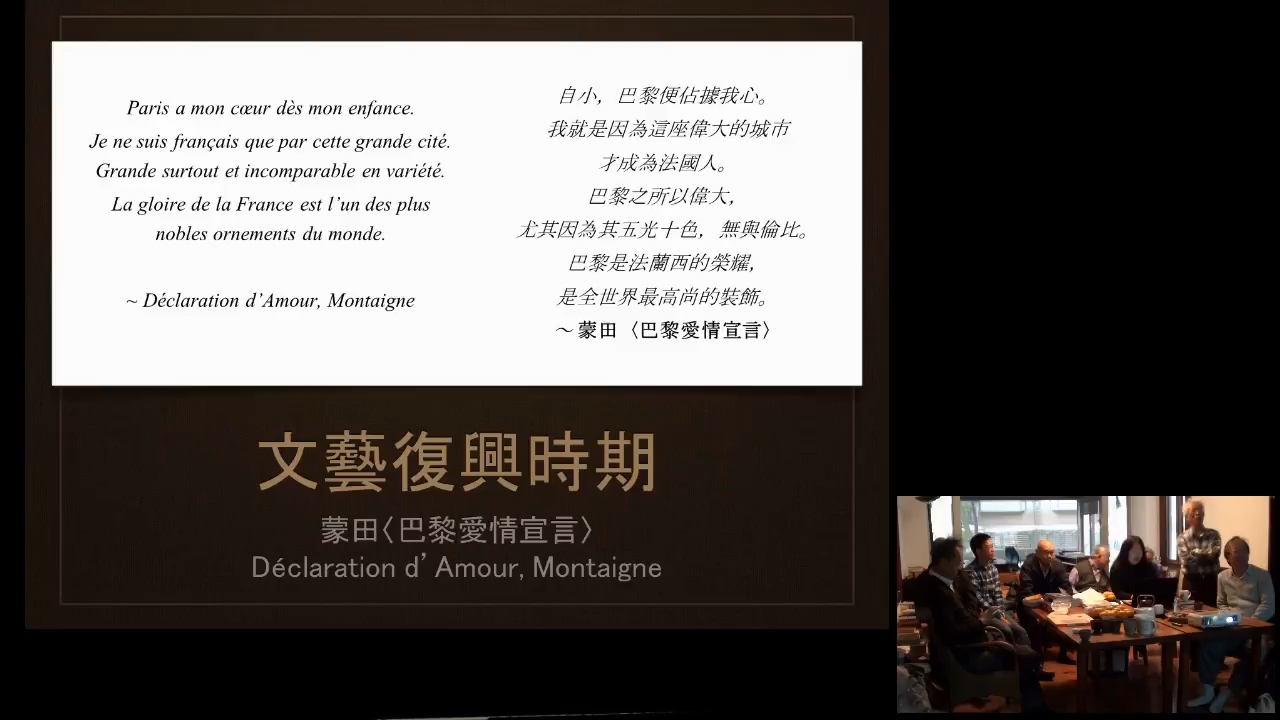 Paris a mon cœur dès mon enfance.
Je ne suis français que par cette grande cité.
Grande surtout et incomparable en variété.
La gloire de la France est l’un des plus
nobles ornements du monde.
~ Déclaration d’Amour, Montaigne
自小，巴黎便佔據我心。
我就是因為這座偉大的城市
才成為法國人。
巴黎之所以偉大，
尤其因為其五光十色，無與倫比。
巴黎是法蘭西的榮耀，
是全世界最高尚的裝飾。
～蒙田〈巴黎愛情宣言〉
文藝復興時期
蒙田〈巴黎愛情宣言〉
Déclaration d’Amour, Montaigne